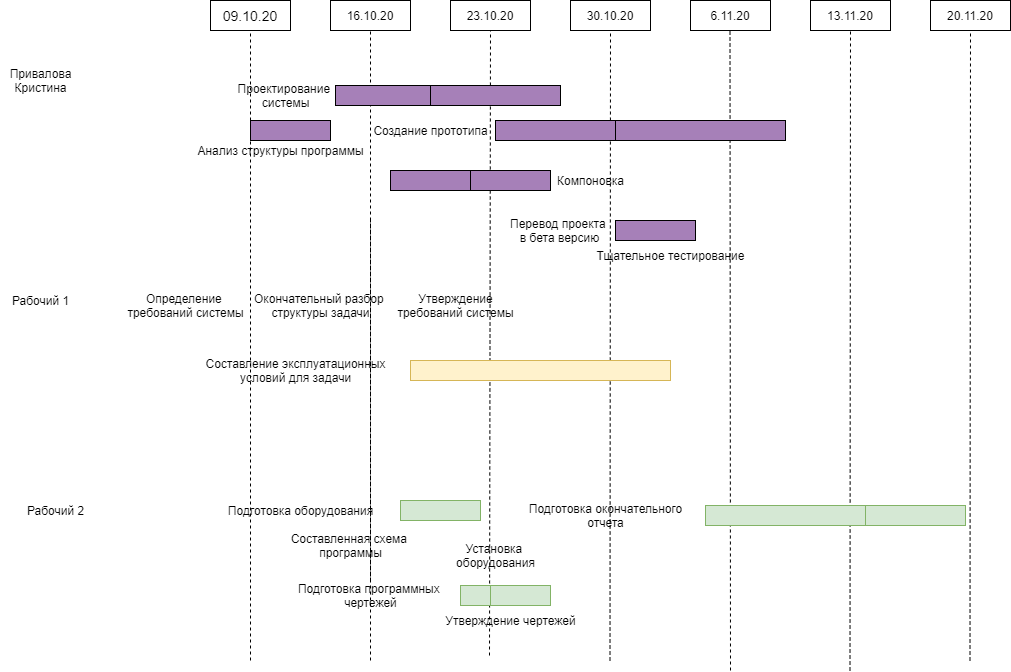 09.10.20
16.10.20
23.10.20
30.10.20
6.11.20
13.11.20
20.11.20
Привалова
Кристина
Проектирование
системы
Создание прототипа
Анализ структуры программы
Компоновка
Перевод проекта
в бета версию
Тщательное тестирование
Рабочий 1
Определение
требований системы
Окончательный разбор
структуры задачи
Утверждение
требований системы
Составление эксплуатационных
условий для задачи
Рабочий 2
Подготовка оборудования
Подготовка окончательного
отчета
Составленная схема
программы
Установка
оборудования
Подготовка программных
чертежей
Утверждение чертежей